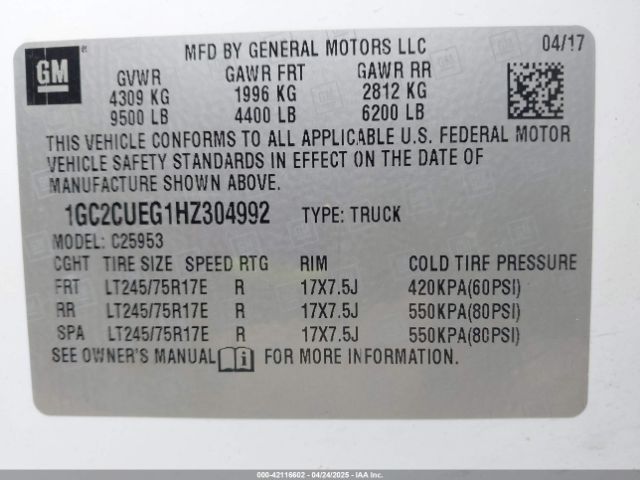 GM ®
MFD BY GENERAL MOTORS LLC 04/17
GVWR GAWR FRT GAWR RR
4309 KG 1996 KG 2812 KG
9500 LB 4400 LB 6200 LB
THIS VEHICLE CONFORMS TO ALL APPLICABLE U.S. FEDERAL MOTOR
VEHICLE SAFETY STANDARDS IN EFFECT ON THE DATE OF
MANUFACTURE SHOWN ABOVE.
1GC2CUEG1HZ304992 TYPE: TRUCK
MODEL: C25953
CGHT TIRE SIZE SPEED RTG RIM COLD TIRE PRESSURE
FRT LT245/75R17E R 17X7.5J 420KPA(60PSI)
RR LT245/75R17E R 17X7.5J 550KPA(80PSI)
SPA LT245/75R17E R 17X7.5J 550KPA(80PSI)
SEE OWNER'S MANUAL i FOR MORE INFORMATION.
000-42116602 - 04/24/2025 - IAAI.com